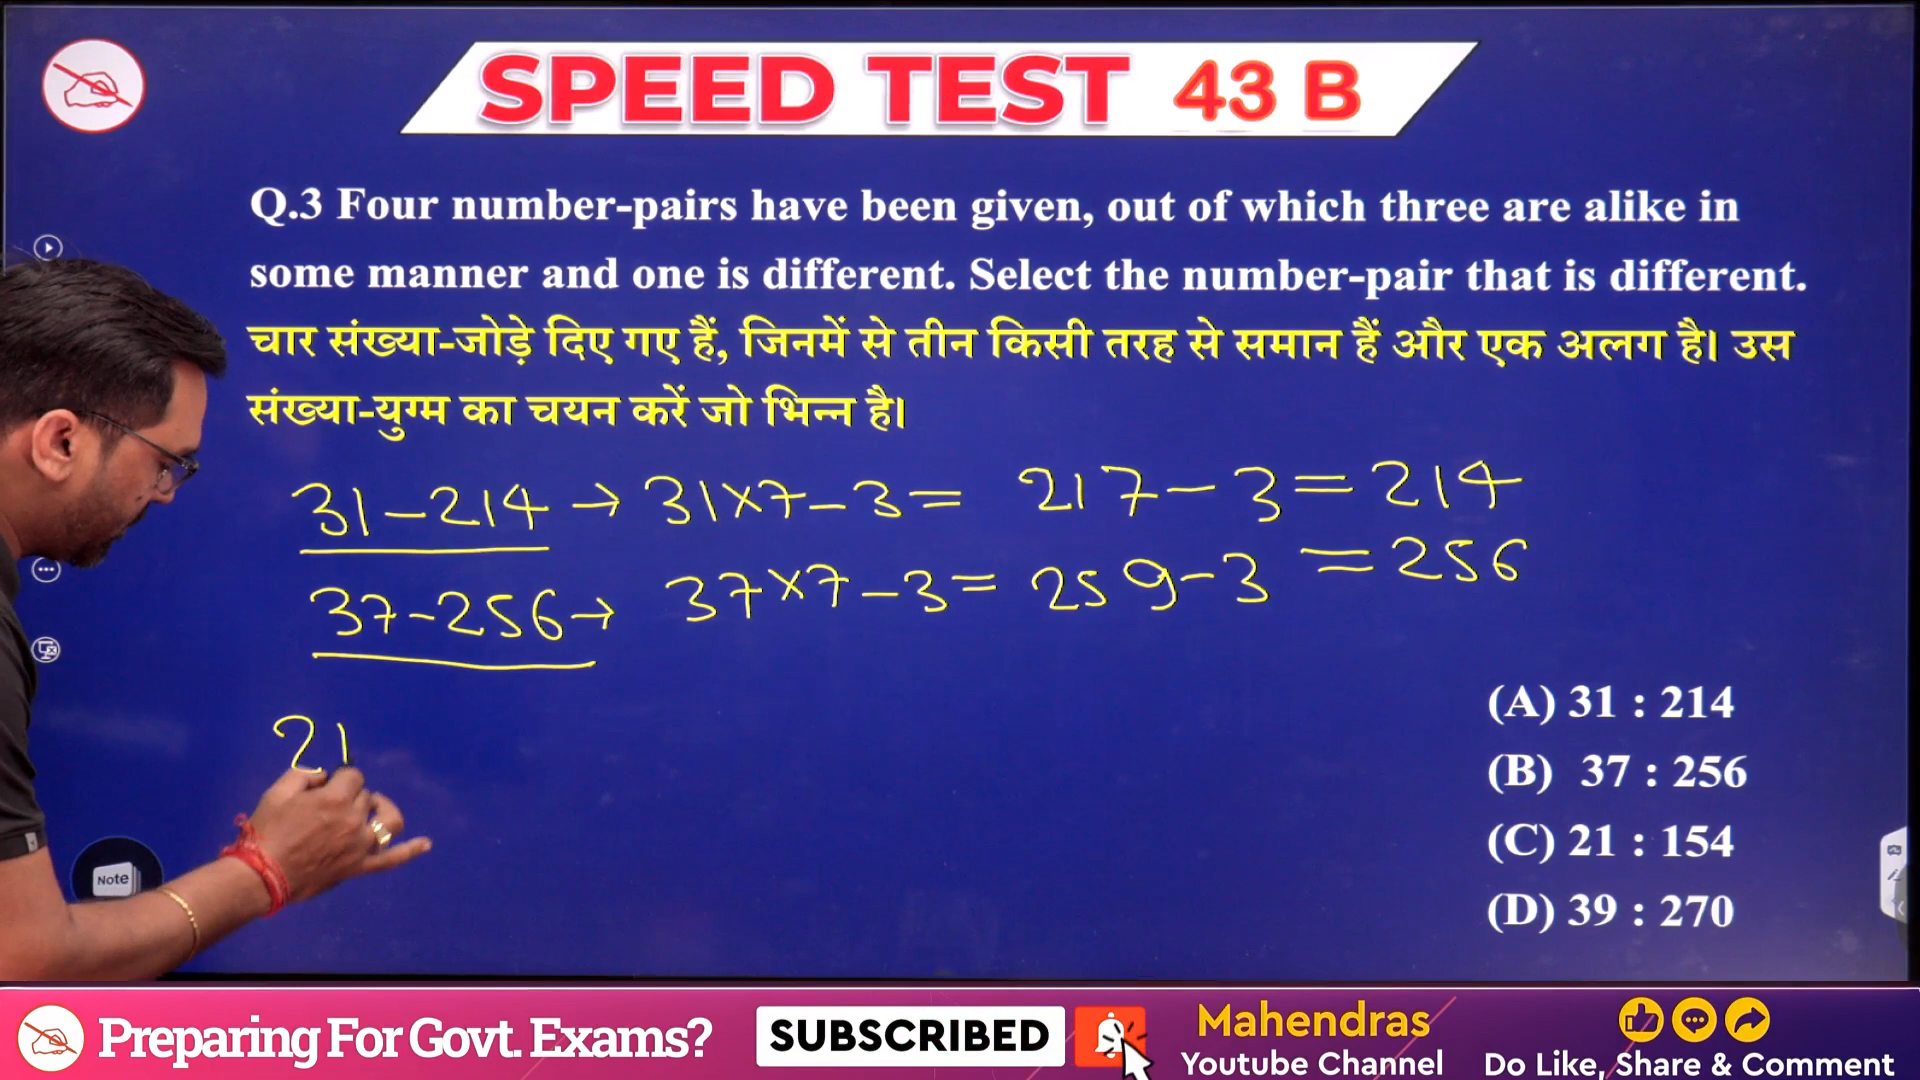 SPEED TEST 43 B
Q.3 Four number-pairs have been given, out of which three are alike in
some manner and one is different. Select the number-pair that is different.
चार संख्या-जोड़े दिए गए हैं, जिनमें से तीन किसी तरह से समान हैं और एक अलग है। उस
संख्या-युग्म का चयन करें जो भिन्न है।
31-214 → 31×7-3= 217-3=214
37-256→ 37×7-3= 259-3 =256
21
(A) 31 : 214
(B) 37 : 256
(C) 21 : 154
(D) 39 : 270
Note
Preparing For Govt. Exams?
SUBSCRIBED
Mahendras
Youtube Channel
Do Like, Share & Comment